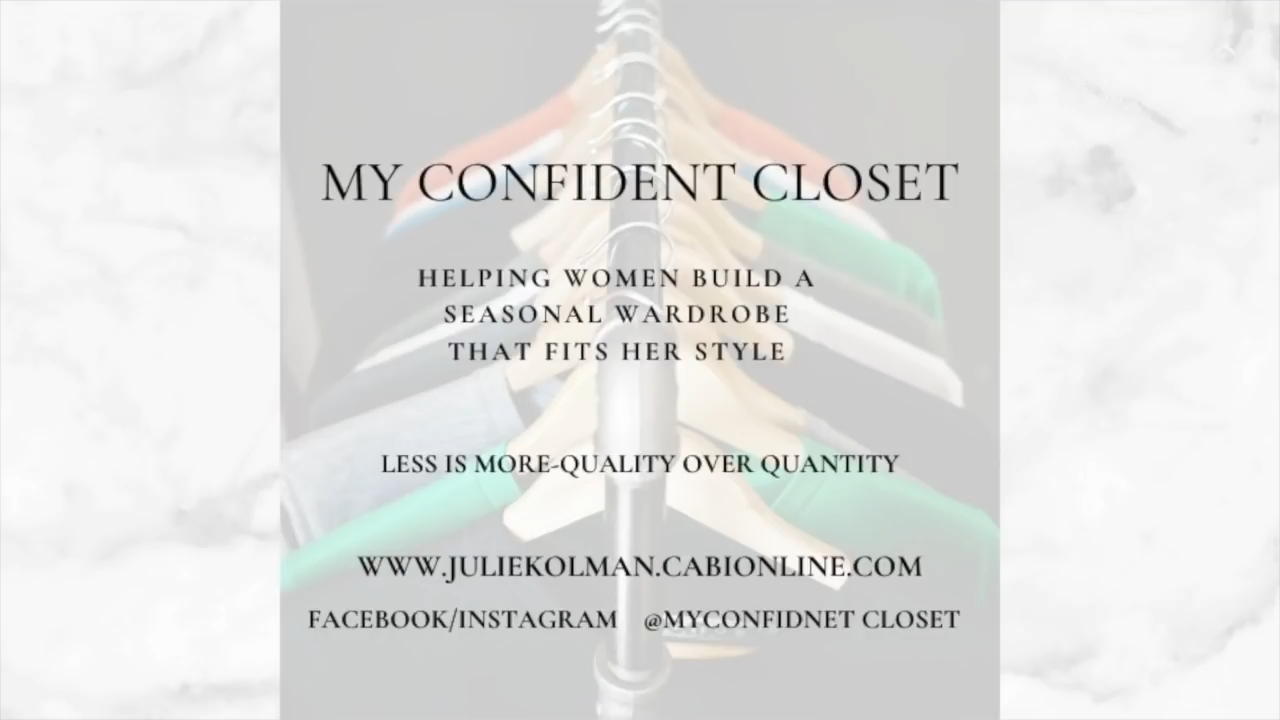 MY CONFIDENT CLOSET
HELPING WOMEN BUILD A
SEASONAL WARDROBE
THAT FITS HER STYLE
LESS IS MORE-QUALITY OVER QUANTITY
WWW.JULIEKOLMAN.CABIONLINE.COM
FACEBOOK/INSTAGRAM @MYCONFIDNET CLOSET